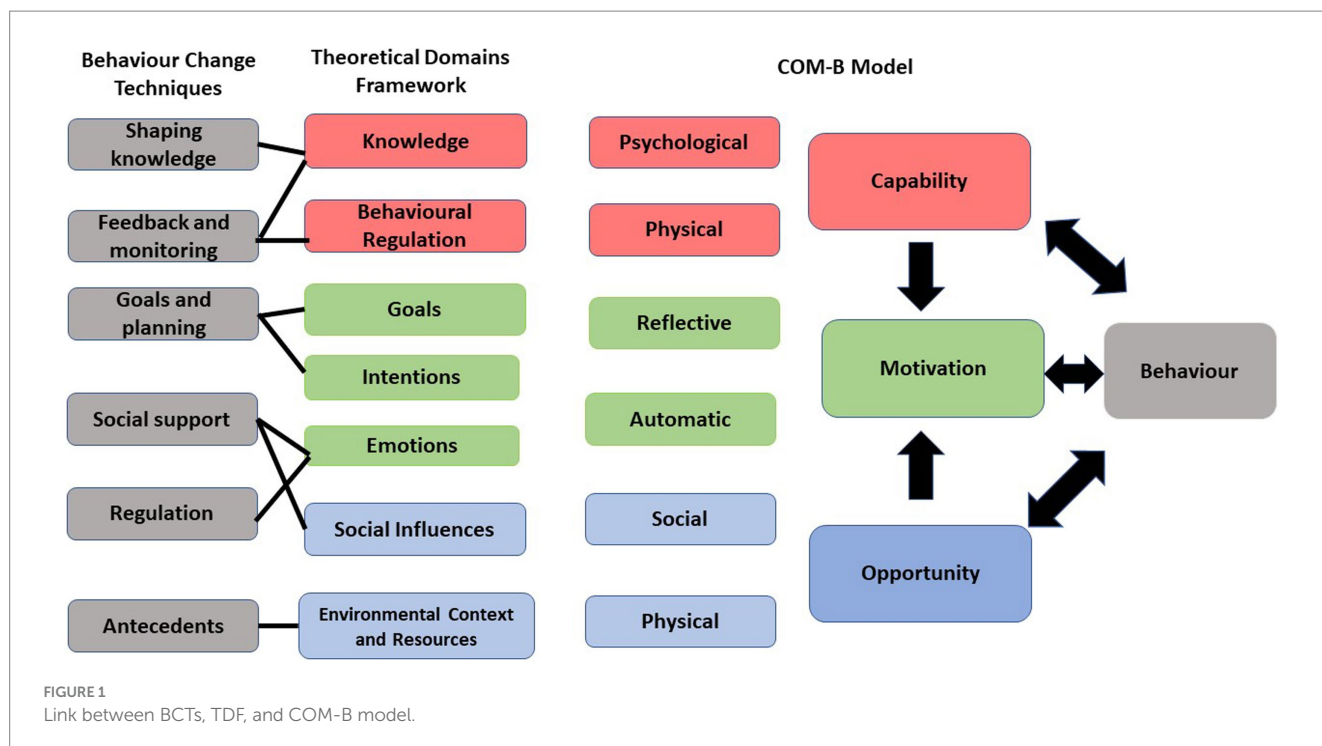 Behaviour Change
Techniques
Theoretical Domains
Framework
COM-B Model
Shaping
knowledge
Knowledge
Psychological
Capability
Feedback and
monitoring
Behavioural
Regulation
Physical
Goals and
planning
Goals
Reflective
Motivation
Behaviour
Intentions
Social support
Emotions
Automatic
Regulation
Social Influences
Social
Opportunity
Antecedents
Environmental Context
and Resources
Physical
FIGURE 1
Link between BCTs, TDF, and COM-B model.